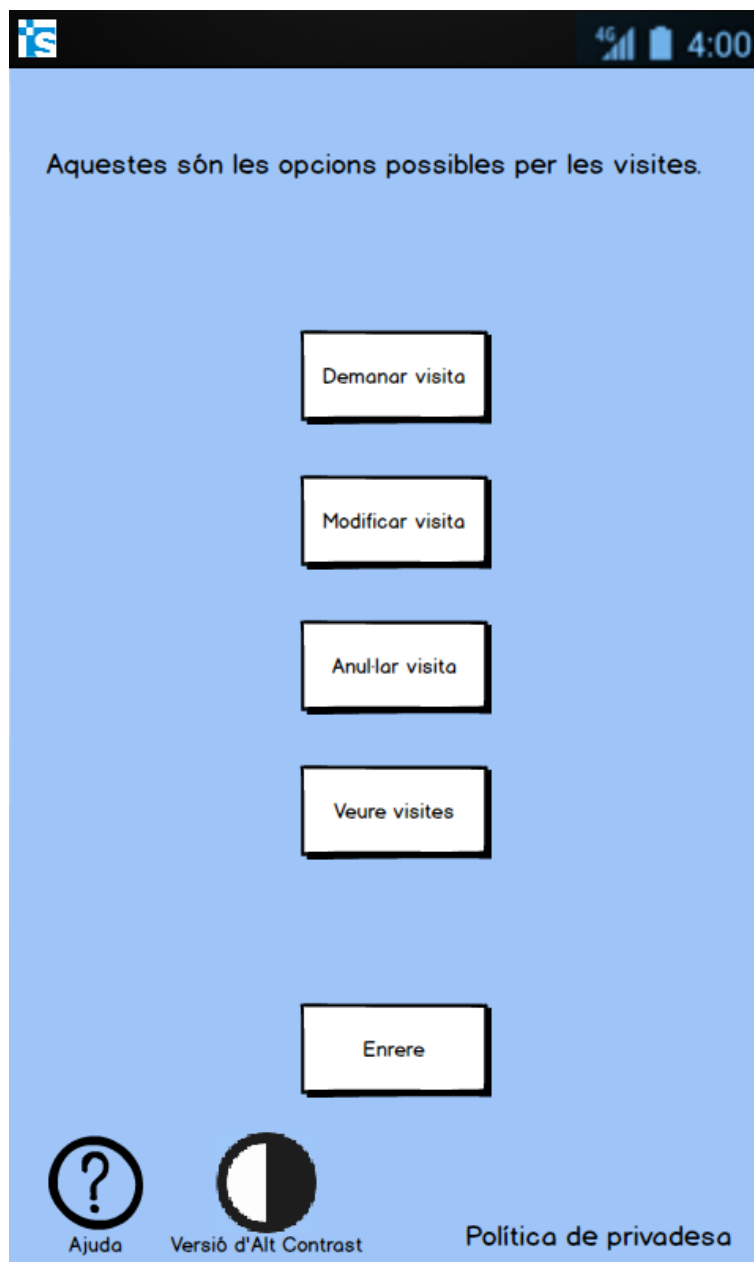 is 4G 4:00
Aquestes són les opcions possibles per les visites.
Demanar visita
Modificar visita
Anul·lar visita
Veure visites
Enrere
?
Ajuda Versió d'Alt Contrast Política de privadesa